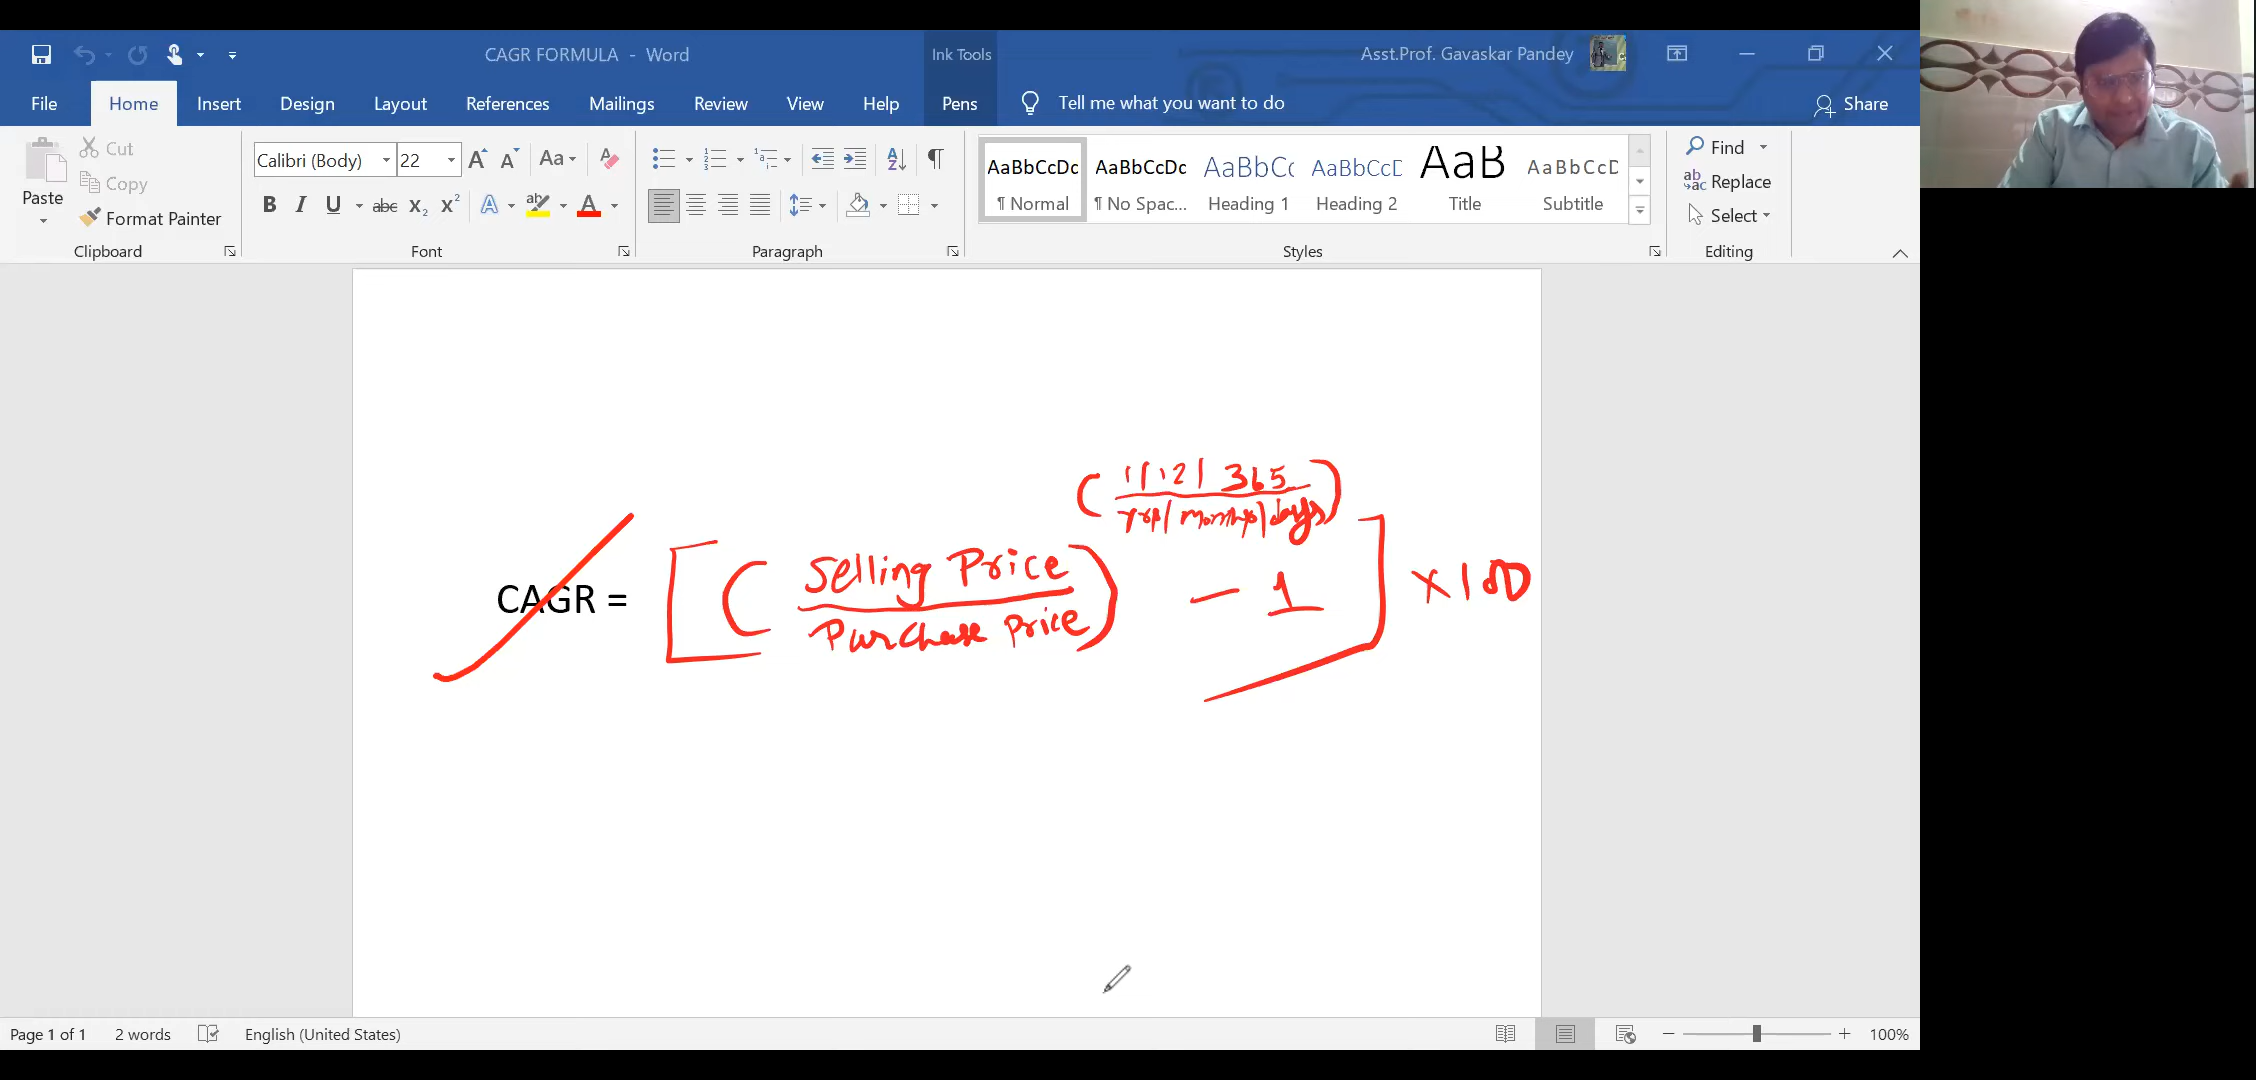 CAGR FORMULA - Word
Ink Tools
Asst.Prof. Gavaskar Pandey
File Home Insert Design Layout References Mailings Review View Help Pens Tell me what you want to do Share
Paste
Cut
Copy
Format Painter
Clipboard
Calibri (Body) 22
Font
Paragraph
AaBbCcDc AaBbCcDc AaBbC AaBbCcD AaB AaBbCcD
¶ Normal ¶ No Spac... Heading 1 Heading 2 Title Subtitle
Styles
Find
Replace
Select
Editing
( 1/12/365
/months/days )
CAGR = [ ( Selling Price
Purchase Price ) - 1 ] x100
Page 1 of 1 2 words English (United States) 100%